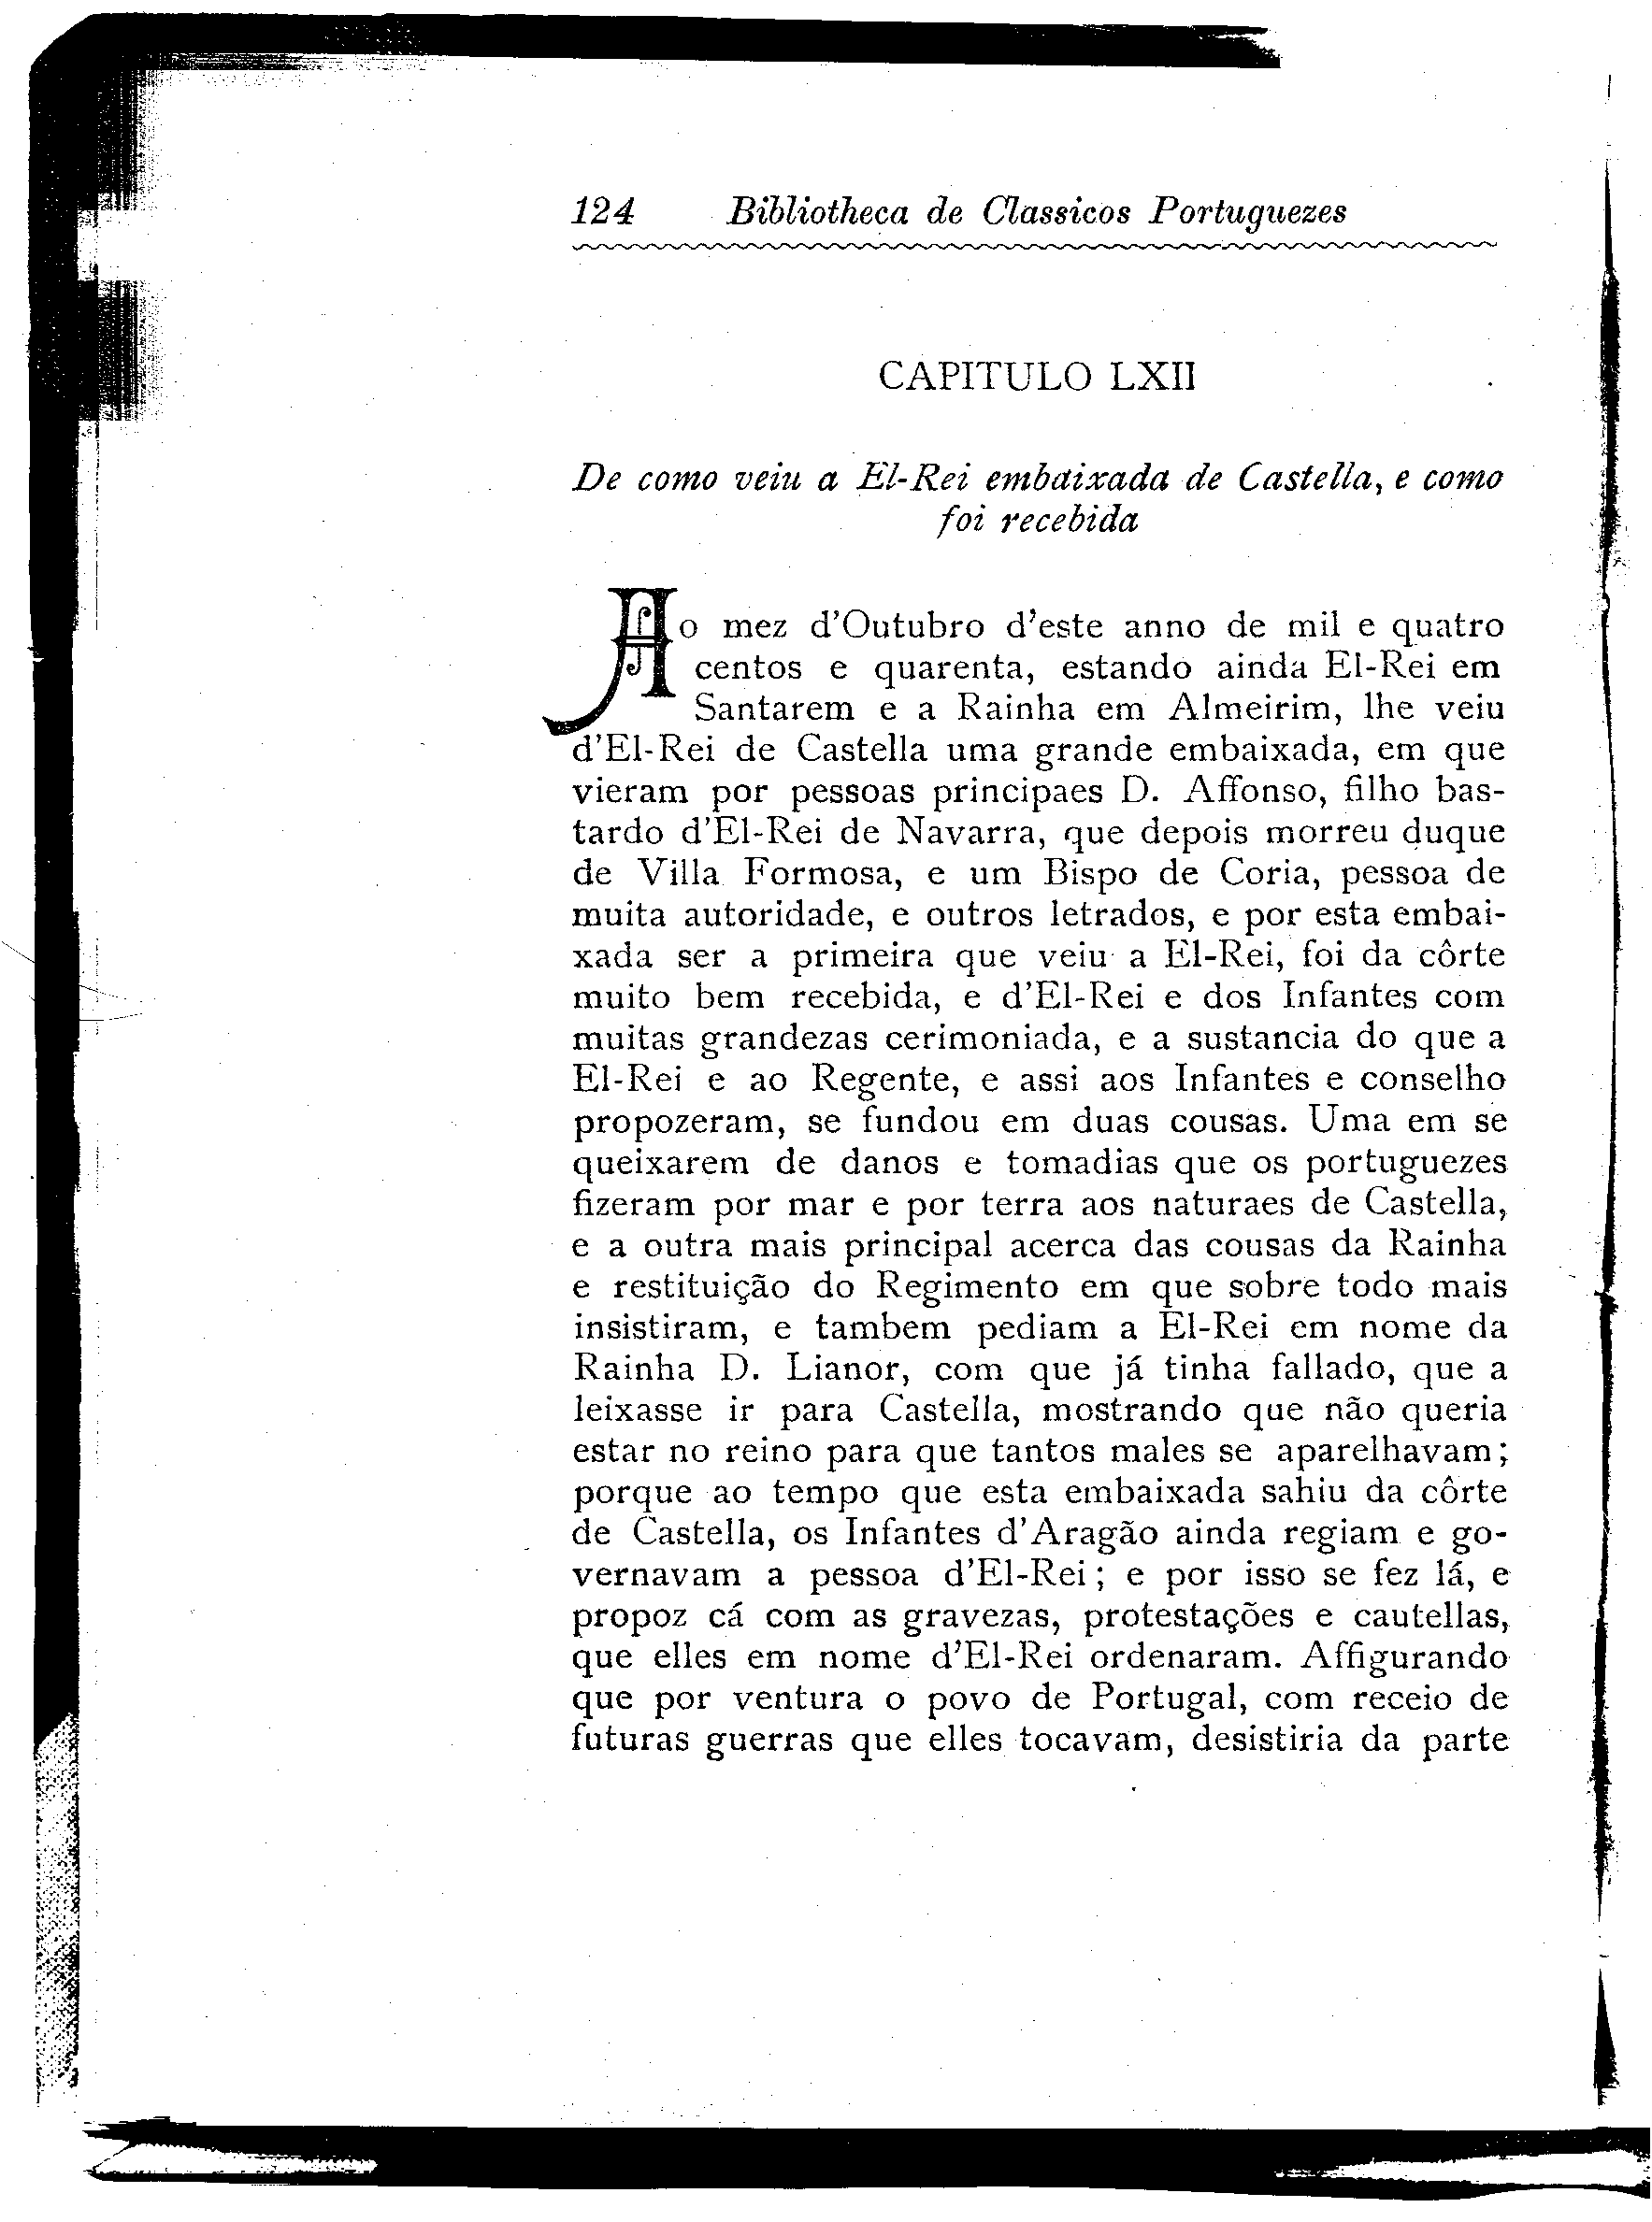 124 Bibliotheca de Classicos Portuguezes
CAPITULO LXII
De como veiu a El-Rei embaixada de Castella, e como
foi recebida
Ao mez d'Outubro d'este anno de mil e quatro
centos e quarenta, estando ainda El-Rei em
Santarem e a Rainha em Almeirim, lhe veiu
d'El-Rei de Castella uma grande embaixada, em que
vieram por pessoas principaes D. Affonso, filho bas-
tardo d'El-Rei de Navarra, que depois morreu duque
de Villa Formosa, e um Bispo de Coria, pessoa de
muita autoridade, e outros letrados, e por esta embai-
xada ser a primeira que veiu a El-Rei, foi da côrte
muito bem recebida, e d'El-Rei e dos Infantes com
muitas grandezas cerimoniada, e a sustancia do que a
El-Rei e ao Regente, e assi aos Infantes e conselho
propozeram, se fundou em duas cousas. Uma em se
queixarem de danos e tomadias que os portuguezes
fizeram por mar e por terra aos naturaes de Castella,
e a outra mais principal acerca das cousas da Rainha
e restituição do Regimento em que sobre todo mais
insistiram, e tambem pediam a El-Rei em nome da
Rainha D. Lianor, com que já tinha fallado, que a
leixasse ir para Castella, mostrando que não queria
estar no reino para que tantos males se aparelhavam;
porque ao tempo que esta embaixada sahiu da côrte
de Castella, os Infantes d'Aragão ainda regiam e go-
vernavam a pessoa d'El-Rei; e por isso se fez lá, e
propoz cá com as gravezas, protestações e cautellas,
que elles em nome d'El-Rei ordenaram. Affigurando
que por ventura o povo de Portugal, com receio de
futuras guerras que elles tocavam, desistiria da parte